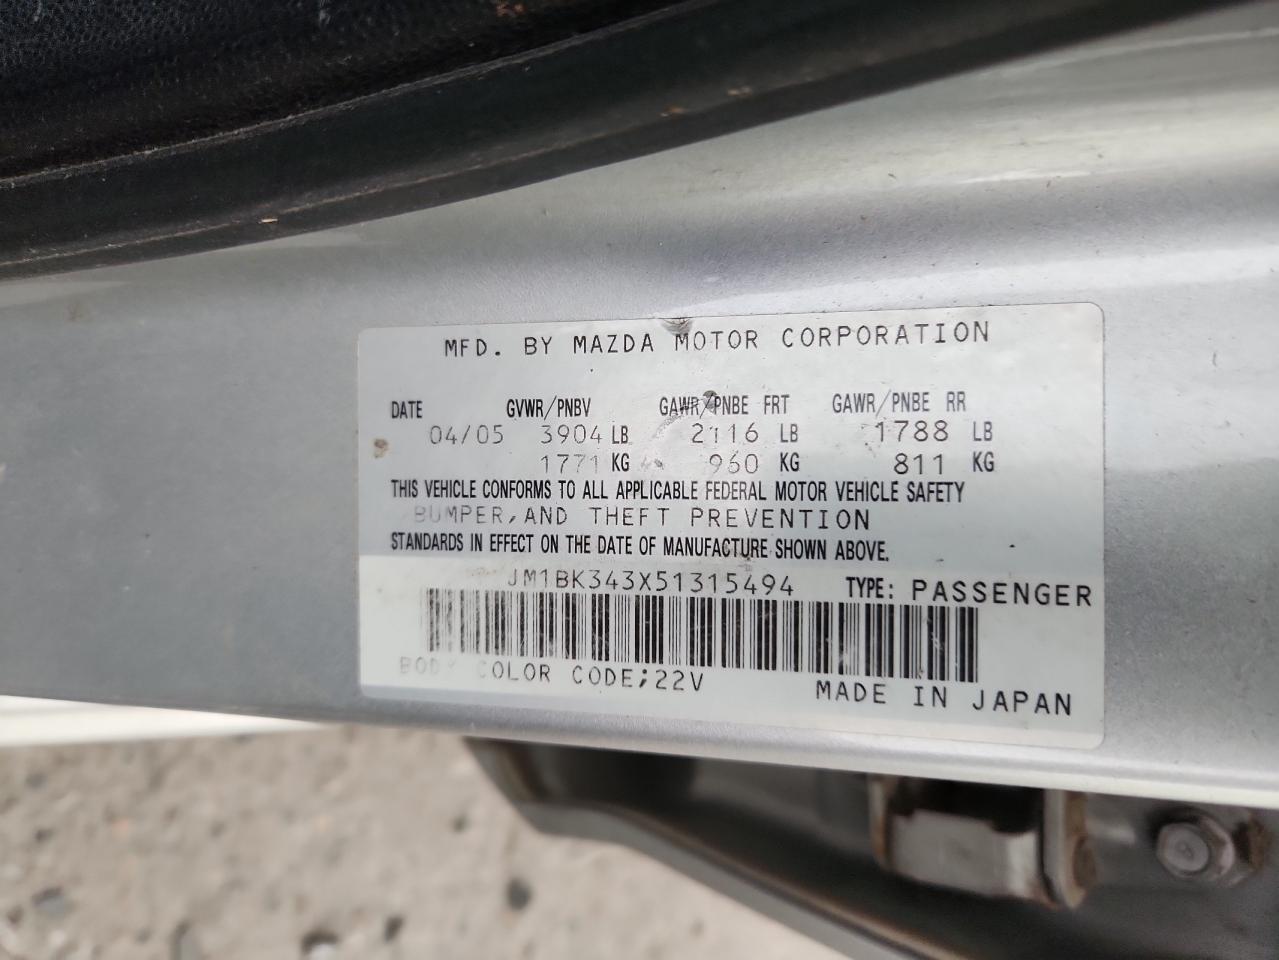 MFD. BY MAZDA MOTOR CORPORATION
DATE GVWR/PNBV GAWR/PNBE FRT GAWR/PNBE RR
04/05 3904 LB 2116 LB 1788 LB
1771 KG 960 KG 811 KG
THIS VEHICLE CONFORMS TO ALL APPLICABLE FEDERAL MOTOR VEHICLE SAFETY
BUMPER,AND THEFT PREVENTION
STANDARDS IN EFFECT ON THE DATE OF MANUFACTURE SHOWN ABOVE.
JM1BK343X51315494 TYPE: PASSENGER
BODY COLOR CODE;22V MADE IN JAPAN